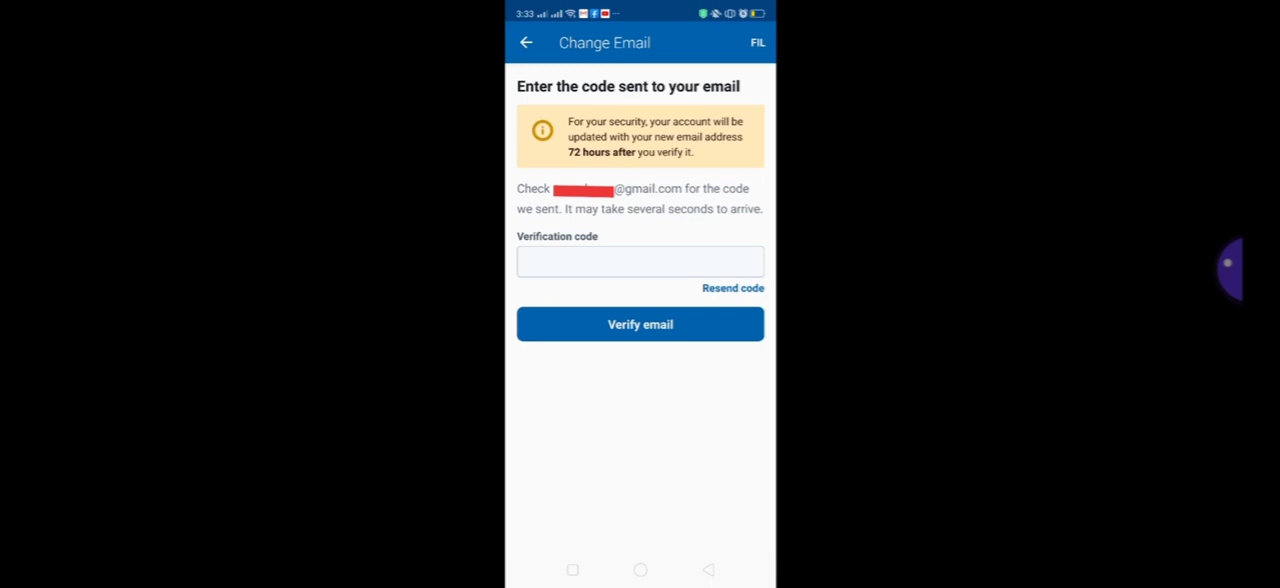 3:33
Change Email
FIL
Enter the code sent to your email
For your security, your account will be
updated with your new email address
72 hours after you verify it.
Check @gmail.com for the code
we sent. It may take several seconds to arrive.
Verification code
Resend code
Verify email